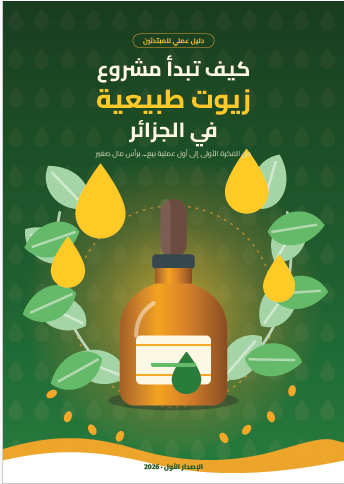 دليل عملي للمبتدئين
كيف تبدأ مشروع
زيوت طبيعية
في الجزائر
الفكرة الأولى إلى أول عملية بيع... برأس مال صغير
الإصدار الأول · 2026